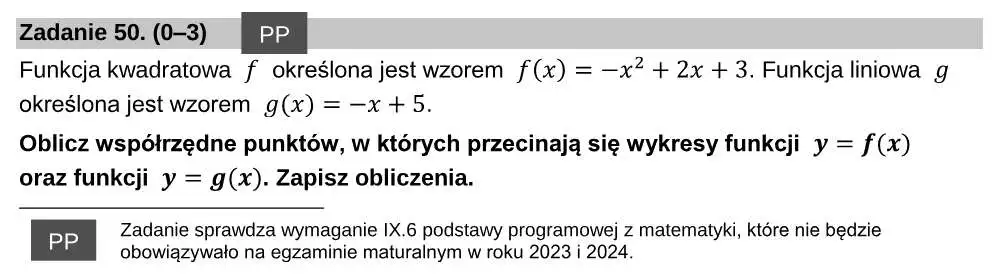 Zadanie 50. (0–3) PP
Funkcja kwadratowa f określona jest wzorem f(x) = −x² + 2x + 3. Funkcja liniowa g
określona jest wzorem g(x) = −x + 5.
Oblicz współrzędne punktów, w których przecinają się wykresy funkcji y = f(x)
oraz funkcji y = g(x). Zapisz obliczenia.
PP Zadanie sprawdza wymaganie IX.6 podstawy programowej z matematyki, które nie będzie
obowiązywało na egzaminie maturalnym w roku 2023 i 2024.